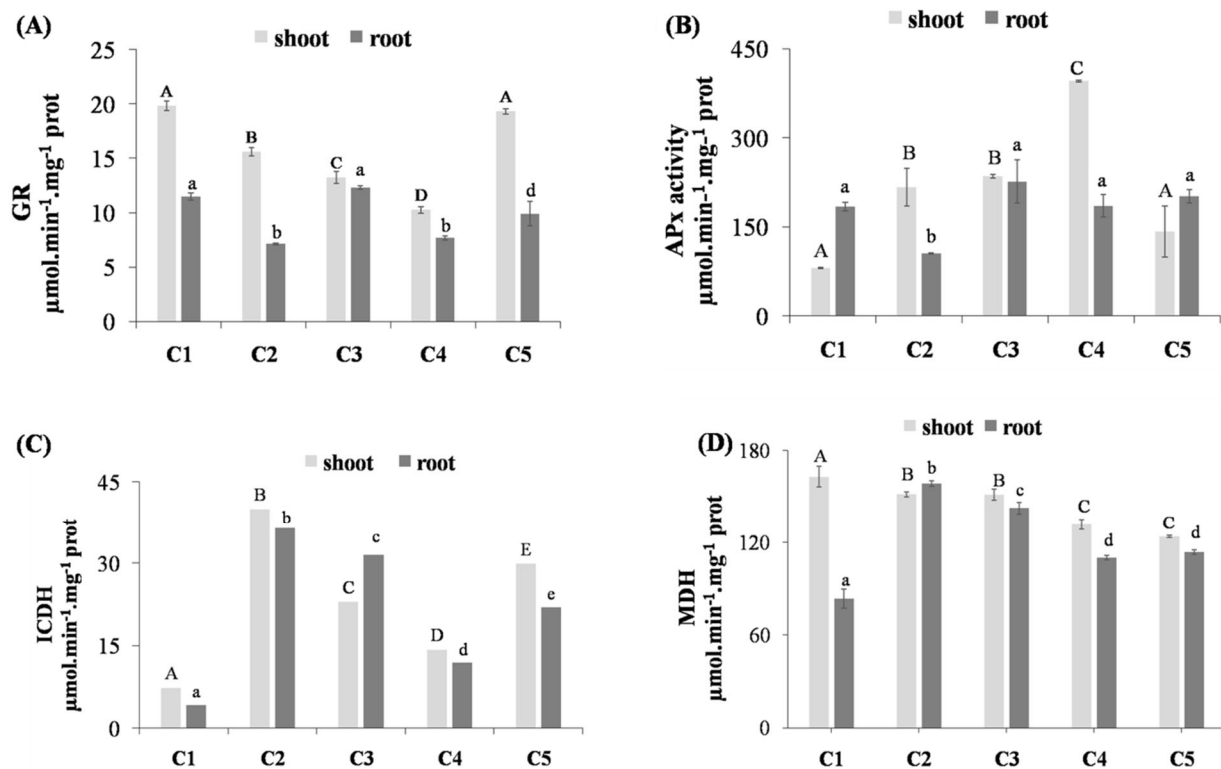 (A)
shoot root
25
20
15
10
5
0
GR
µmol.min⁻¹.mg⁻¹ prot
A
a
B
b
C
a
D
b
A
d
C1 C2 C3 C4 C5
(B)
shoot root
450
300
150
0
APx activity
µmol.min-¹.mg-¹ prot
A
a
B
b
B
a
C
a
A
a
C1 C2 C3 C4 C5
(C)
shoot root
45
30
15
0
ICDH
µmol.min⁻¹.mg⁻¹ prot
A
a
B
b
C
c
D
d
E
e
C1 C2 C3 C4 C5
(D)
shoot root
180
120
60
0
MDH
µmol.min⁻¹.mg⁻¹ prot
A
a
B
b
B
c
C
d
C
d
C1 C2 C3 C4 C5